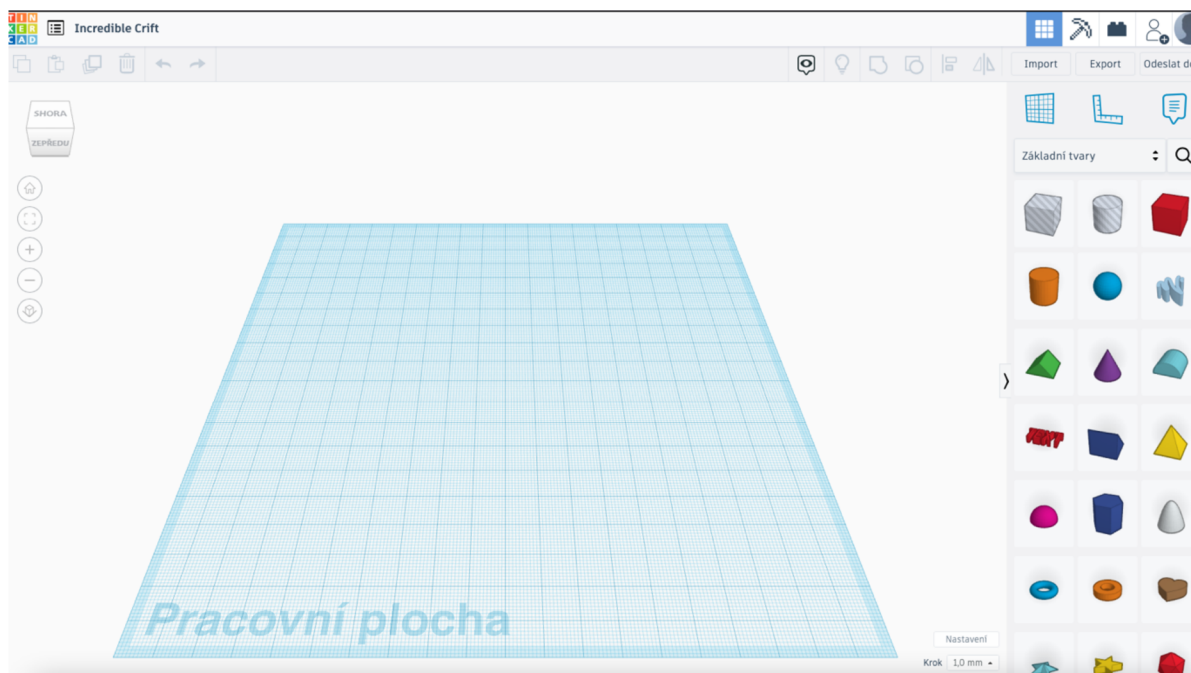 TIN
KER
CAD
Incredible Crift
Import
Export
Odeslat do
SHORA
ZEPŘEDU
Základní tvary
TEXT
Pracovní plocha
Nastavení
Krok
1,0 mm